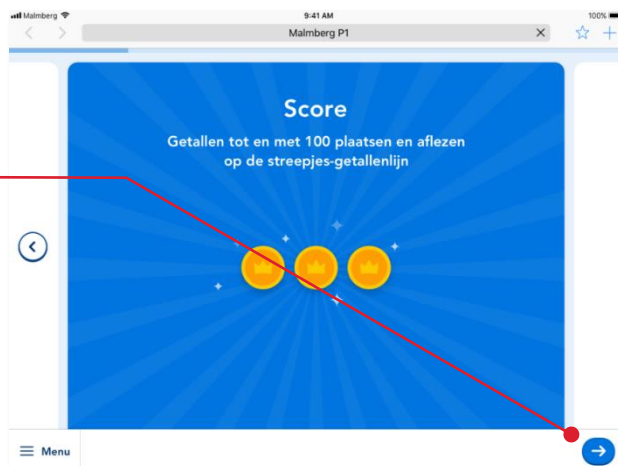 Malmberg
9:41 AM
100%
Malmberg P1
Score
Getallen tot en met 100 plaatsen en aflezen
op de streepjes-getallenlijn
Menu